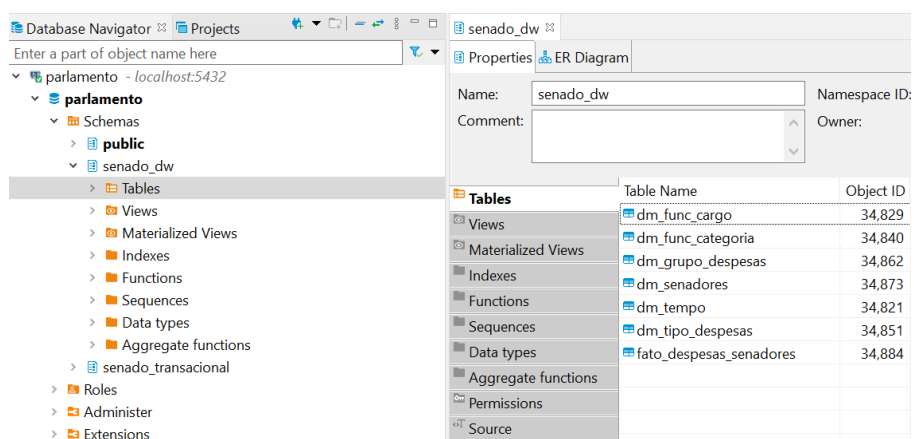 Database Navigator
Projects
Enter a part of object name here
parlamento - localhost:5432
parlamento
Schemas
public
senado_dw
Tables
Views
Materialized Views
Indexes
Functions
Sequences
Data types
Aggregate functions
senado_transacional
Roles
Administer
Extensions
senado_dw
Properties
ER Diagram
Name: senado_dw
Namespace ID:
Comment:
Owner:
Tables
Views
Materialized Views
Indexes
Functions
Sequences
Data types
Aggregate functions
Permissions
Source
Table Name Object ID
dm_func_cargo 34,829
dm_func_categoria 34,840
dm_grupo_despesas 34,862
dm_senadores 34,873
dm_tempo 34,821
dm_tipo_despesas 34,851
fato_despesas_senadores 34,884